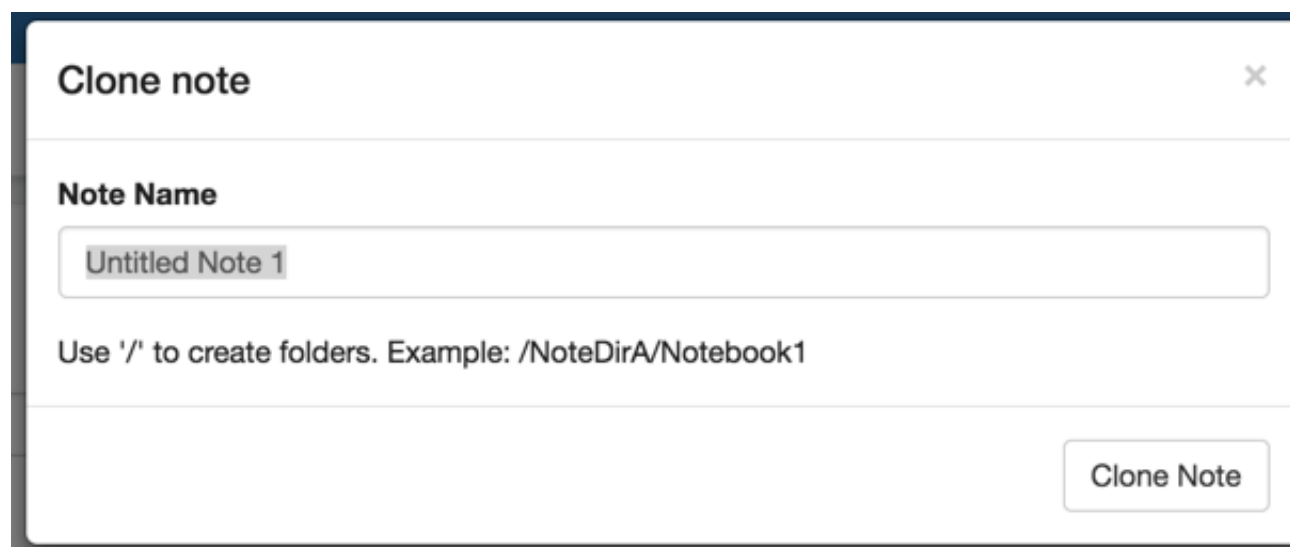 Clone note
×
Note Name
Untitled Note 1
Use '/' to create folders. Example: /NoteDirA/Notebook1
Clone Note